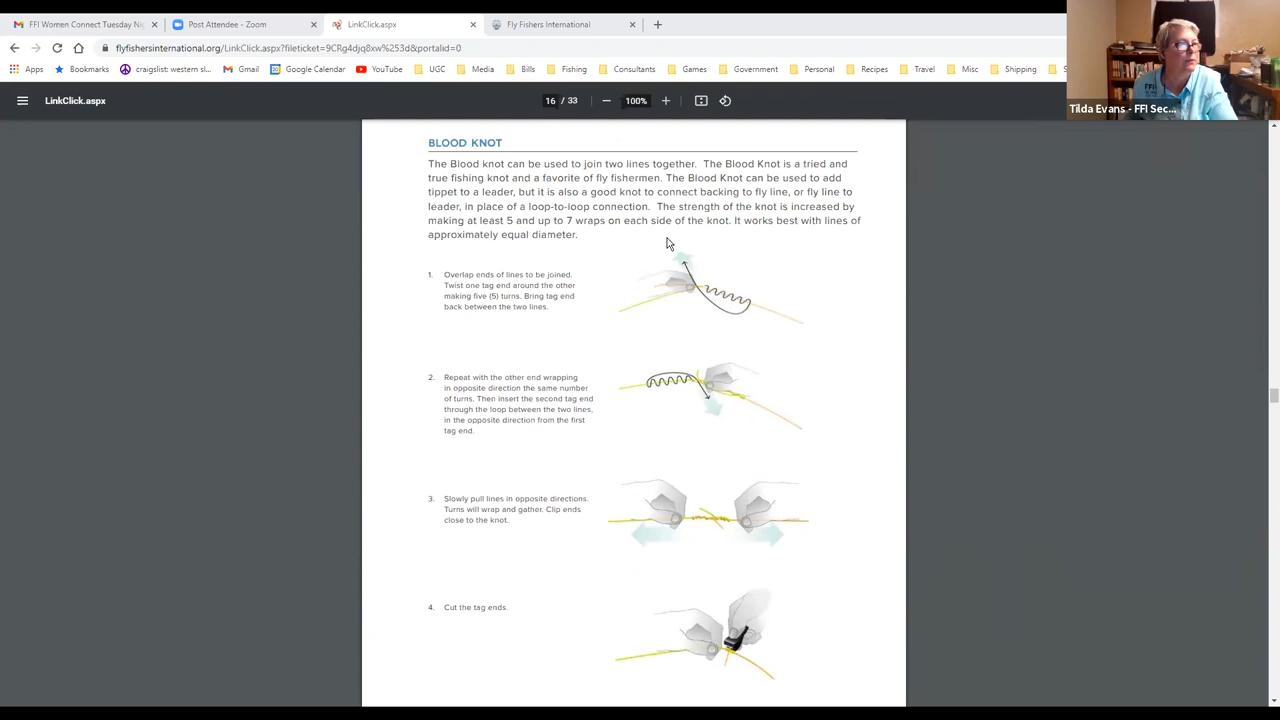 FFI Women Connect Tuesday Nig
Post Attendee - Zoom
LinkClick.aspx
Fly Fishers International
flyfishersinternational.org/LinkClick.aspx?fileticket=9CRg4djq8xw%253d&portalid=0
Apps
Bookmarks
craigslist: western sl...
Gmail
Google Calendar
YouTube
UGC
Media
Bills
Fishing
Consultants
Games
Government
Personal
Recipes
Travel
Misc
Shipping
Tilda Evans - FFI Sec...
LinkClick.aspx
16 / 33
100%
BLOOD KNOT
The Blood knot can be used to join two lines together. The Blood Knot is a tried and
true fishing knot and a favorite of fly fishermen. The Blood Knot can be used to add
tippet to a leader, but it is also a good knot to connect backing to fly line, or fly line to
leader, in place of a loop-to-loop connection. The strength of the knot is increased by
making at least 5 and up to 7 wraps on each side of the knot. It works best with lines of
approximately equal diameter.
1. Overlap ends of lines to be joined.
Twist one tag end around the other
making five (5) turns. Bring tag end
back between the two lines.
2. Repeat with the other end wrapping
in opposite direction the same number
of turns. Then insert the second tag end
through the loop between the two lines,
in the opposite direction from the first
tag end.
3. Slowly pull lines in opposite directions.
Turns will wrap and gather. Clip ends
close to the knot.
4. Cut the tag ends.